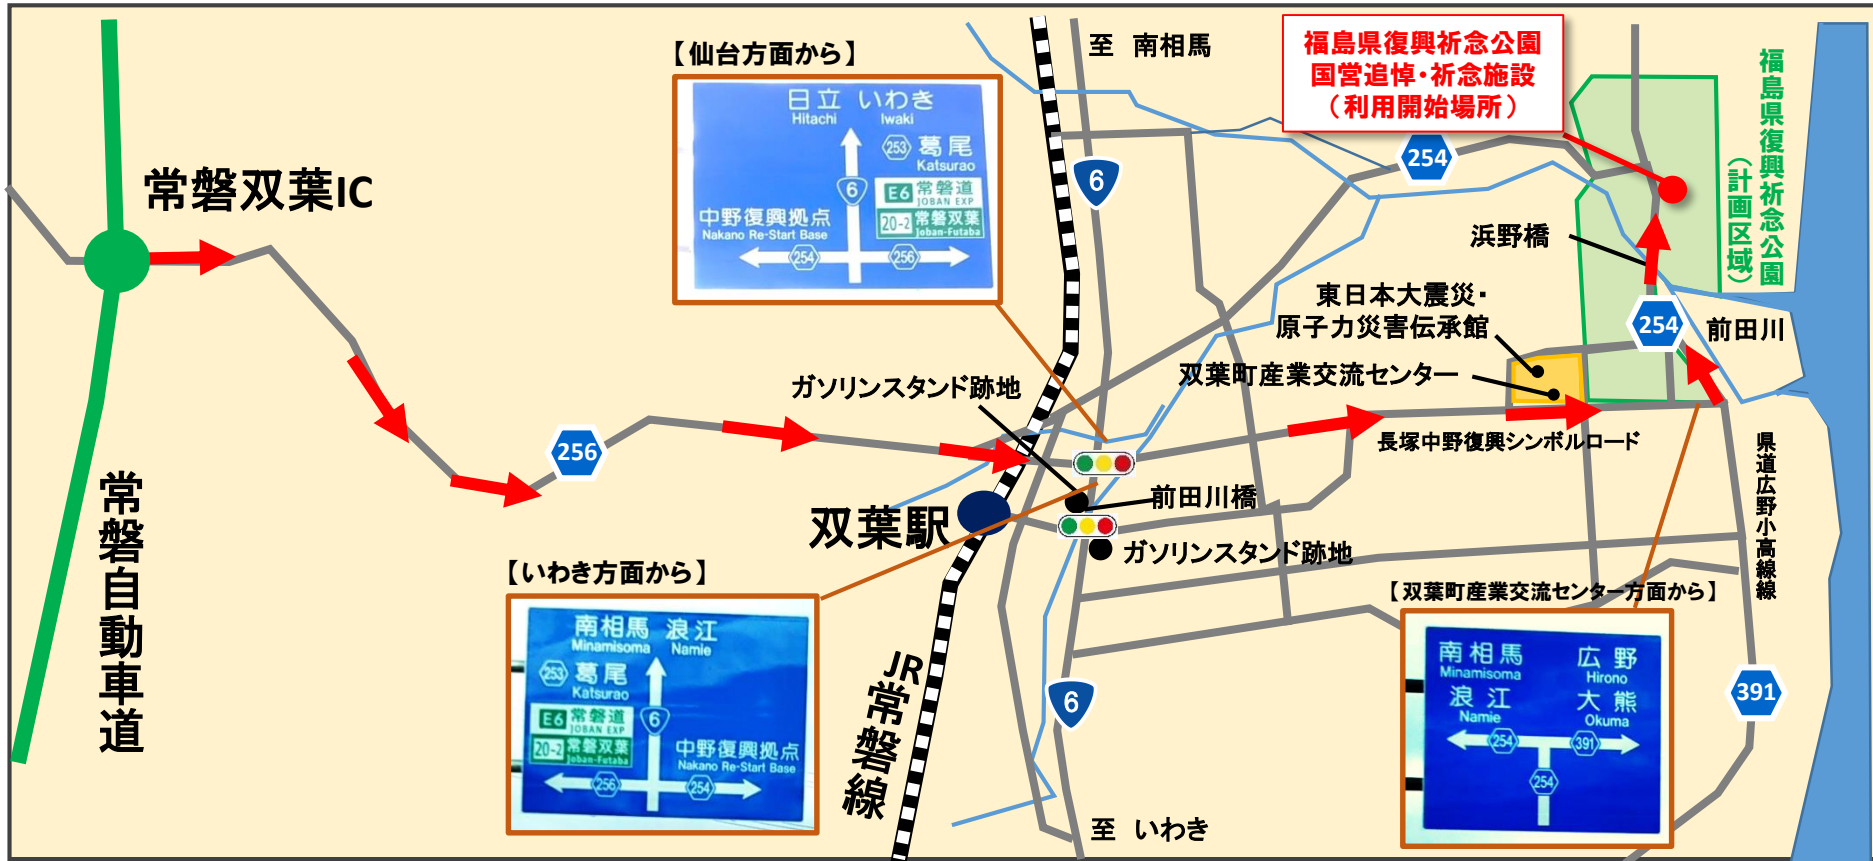 【仙台方面から】
日立 いわき
Hitachi Iwaki
253 葛尾
Katsurao
6
E6 常磐道
JOBAN EXP
20-2 常磐双葉
Joban-Futaba
中野復興拠点
Nakano Re-Start Base
254
256
至 南相馬
福島県復興祈念公園
国営追悼・祈念施設
（利用開始場所）
福島県復興祈念公園
（計画区域）
254
6
常磐双葉IC
浜野橋
東日本大震災・
原子力災害伝承館
254
前田川
双葉町産業交流センター
ガソリンスタンド跡地
256
長塚中野復興シンボルロード
県道広野小高線線
前田川橋
双葉駅
ガソリンスタンド跡地
常磐自動車道
【いわき方面から】
南相馬 浪江
Minamisoma Namie
253 葛尾
Katsurao
6
E6 常磐道
JOBAN EXP
20-2 常磐双葉
Joban-Futaba
中野復興拠点
Nakano Re-Start Base
256
254
JR常磐線
6
至 いわき
【双葉町産業交流センター方面から】
南相馬 広野
Minamisoma Hirono
浪江 大熊
Namie Okuma
254
391
254
391